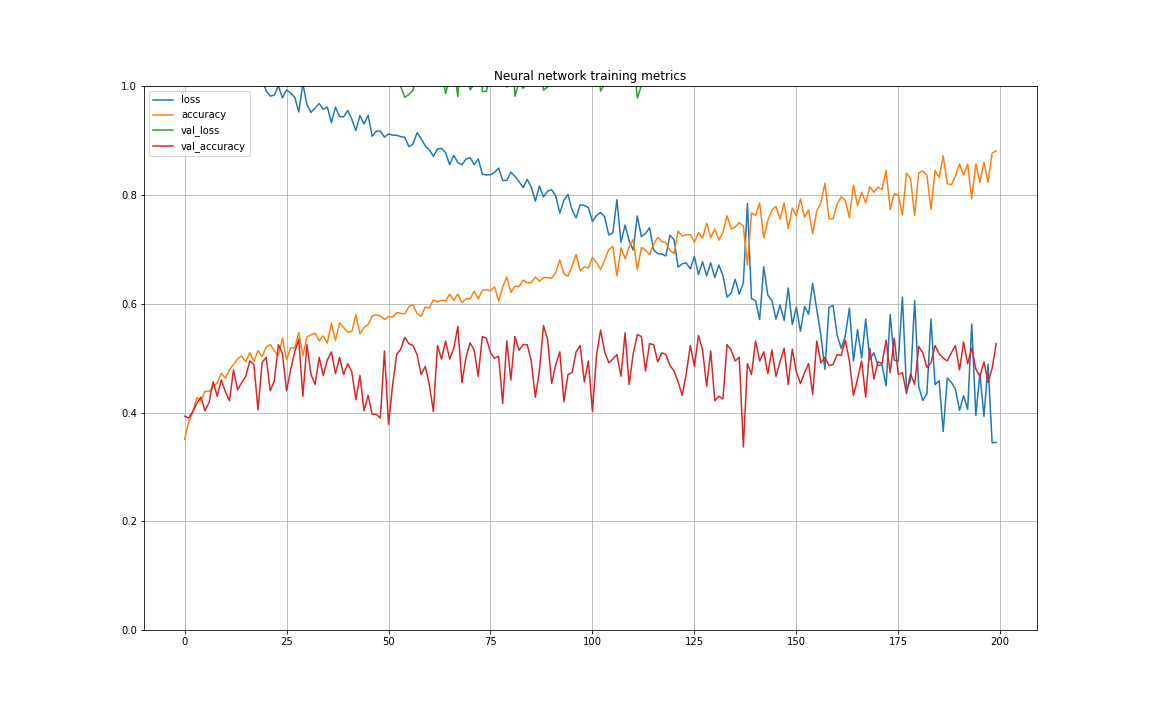 Neural network training metrics
1.0
loss
accuracy
val_loss
val_accuracy
0.8
0.6
0.4
0.2
0.0
0 25 50 75 100 125 150 175 200